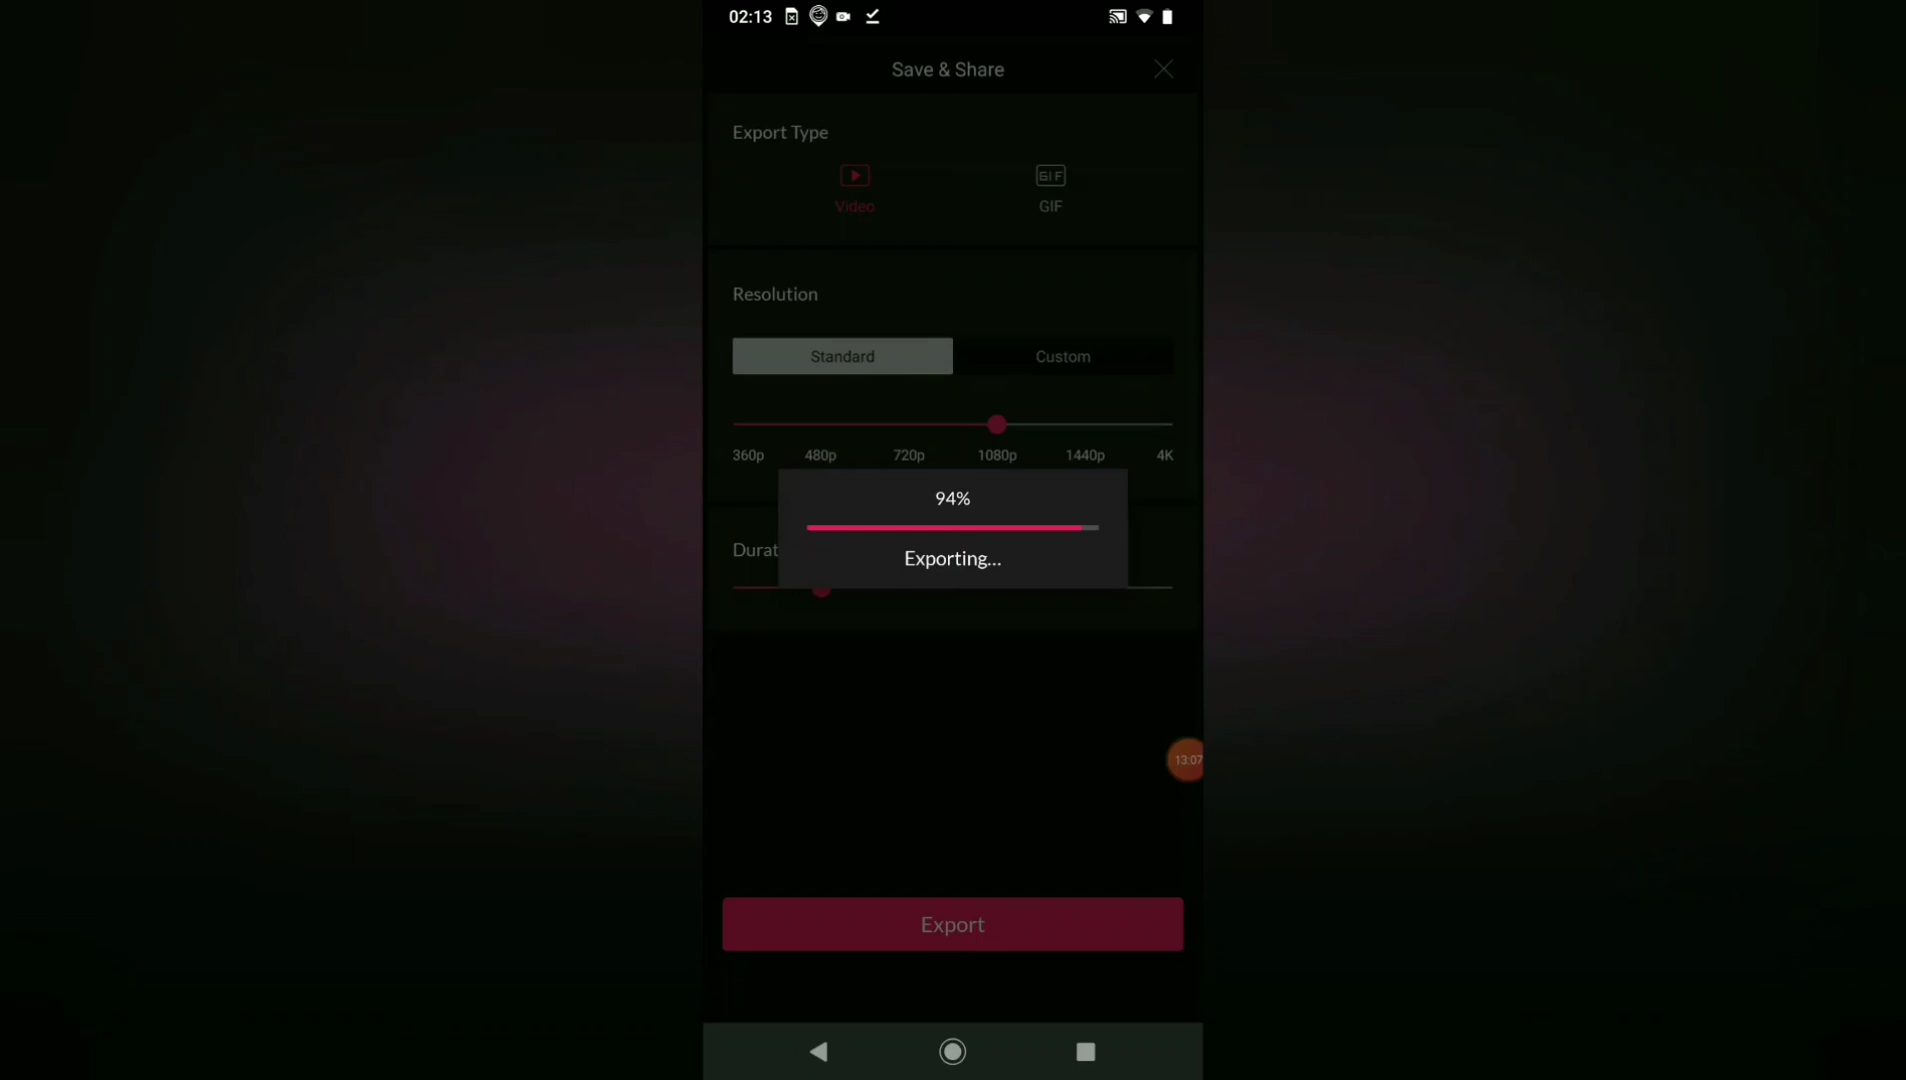 02:13
Save & Share
Export Type
GIF
Video
GIF
Resolution
Standard
Custom
360p
480p
720p
1080p
1440p
4K
94%
Exporting...
Durat
13:07
Export